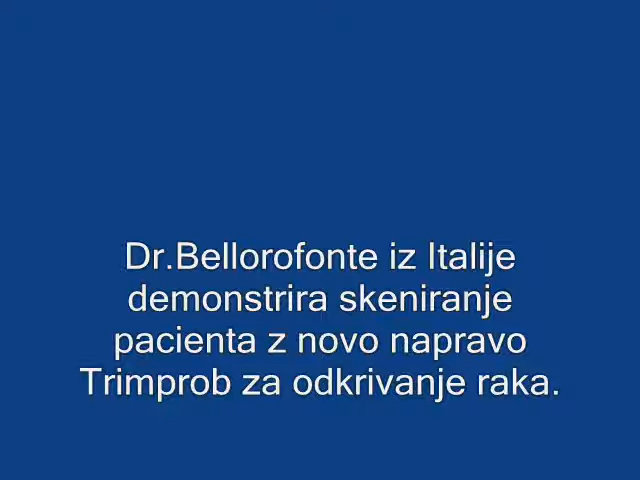 Dr.Bellorofonte iz Italije
demonstrira skeniranje
pacienta z novo napravo
Trimprob za odkrivanje raka.